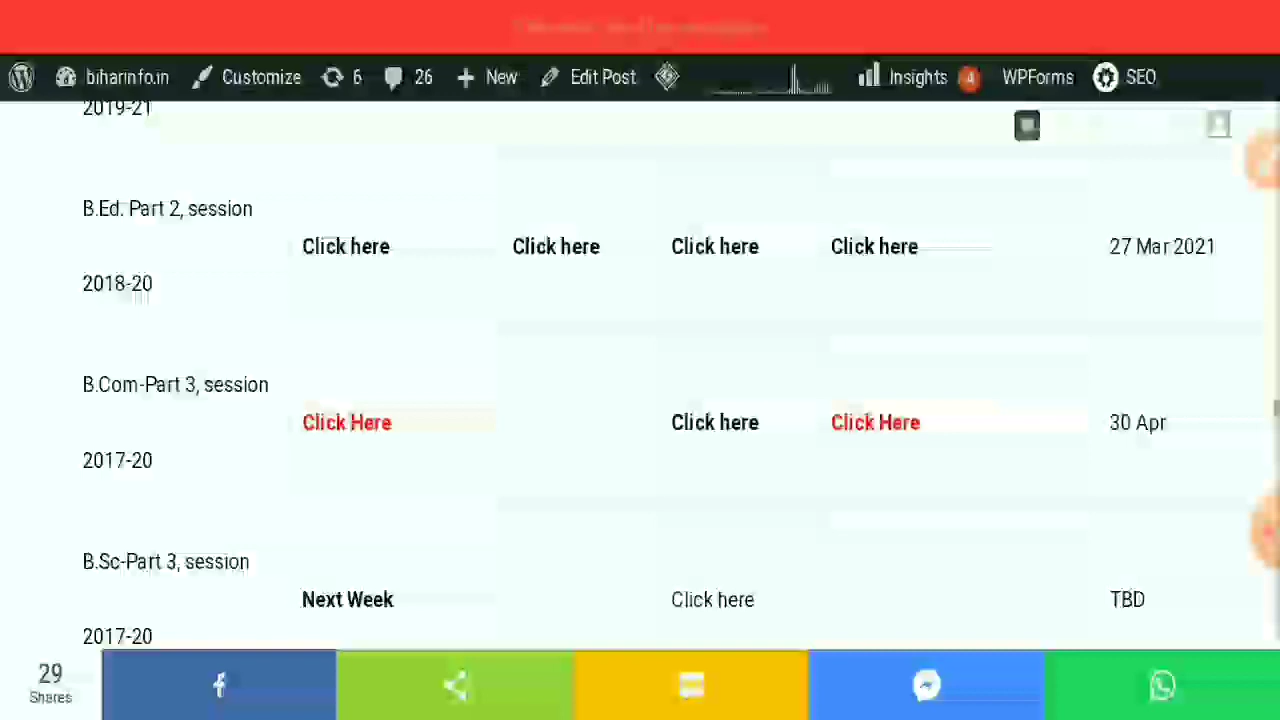 biharinfo.in Customize 6 26 New Edit Post Insights 4 WPForms SEO
2019-21
B.Ed. Part 2, session
Click here Click here Click here Click here 27 Mar 2021
2018-20
B.Com-Part 3, session
Click Here Click here Click Here 30 Apr
2017-20
B.Sc-Part 3, session
Next Week Click here TBD
2017-20
29
Shares